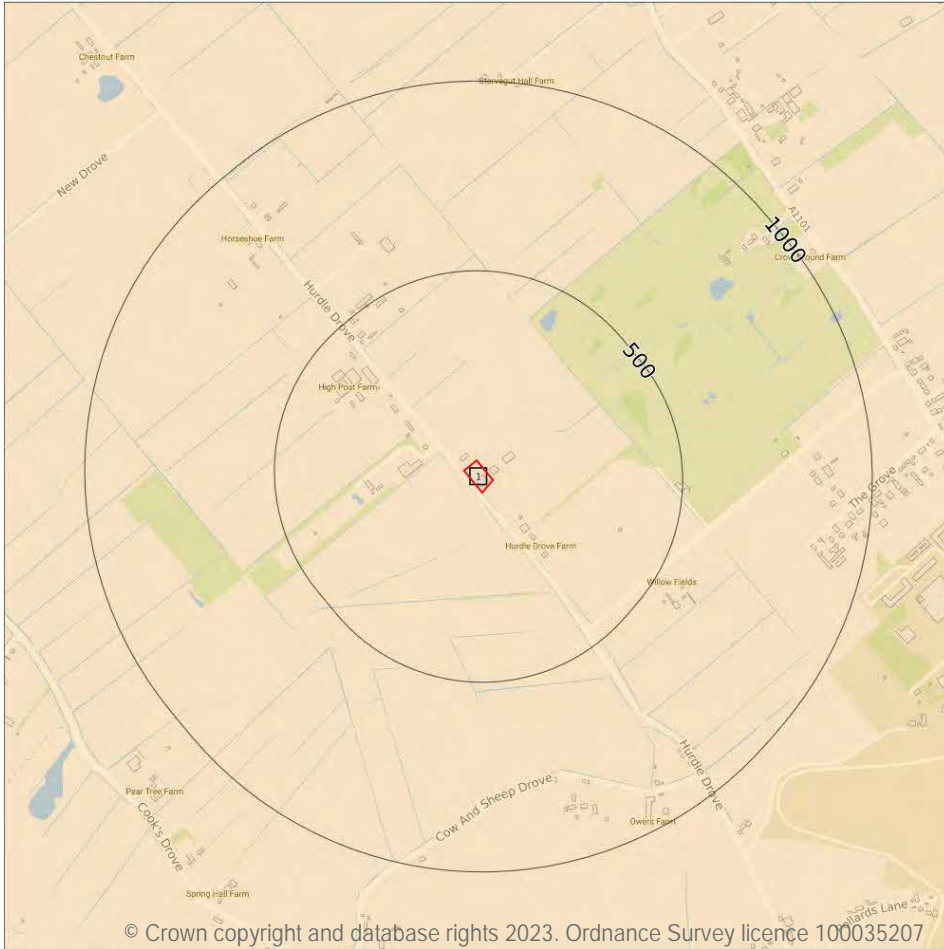 Chestnut Farm
Starvegut Hall Farm
New Drove
A1101
1000
Horseshoe Farm
Hurdle Drove
500
High Post Farm
1
The Grove
Hurdle Drove Farm
Willow Fields
Hurdle Drove
Pear Tree Farm
Cow And Sheep Drove
Owers Farm
Cook's Drove
Spring Hall Farm
Lane
© Crown copyright and database rights 2023. Ordnance Survey licence 100035207